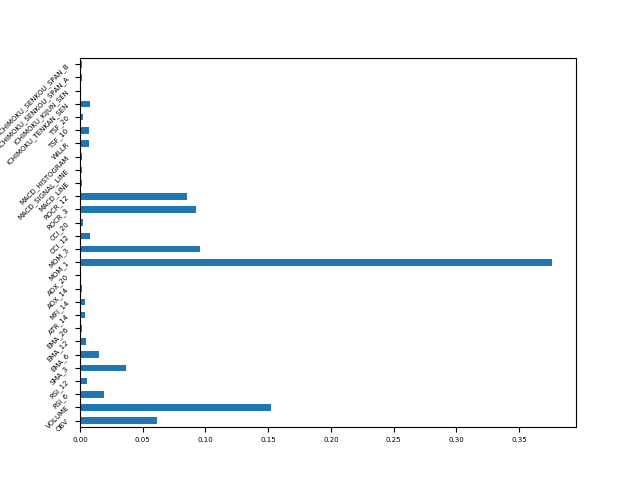 ICHIMOKU_SENKOU_SPAN_B
ICHIMOKU_SENKOU_SPAN_A
ICHIMOKU_KIJUN_SEN
ICHIMOKU_TENKAN_SEN
TSF_20
TSF_10
WILLR
MACD_HISTOGRAM
MACD_SIGNAL_LINE
MACD_LINE
ROCR_12
ROCR_3
CCI_20
CCI_12
MOM_3
MOM_1
ADX_20
ADX_14
MFI_14
ATR_14
EMA_26
EMA_12
EMA_6
SMA_3
RSI_12
RSI_6
VOLUME
OBV
0.00 0.05 0.10 0.15 0.20 0.25 0.30 0.35